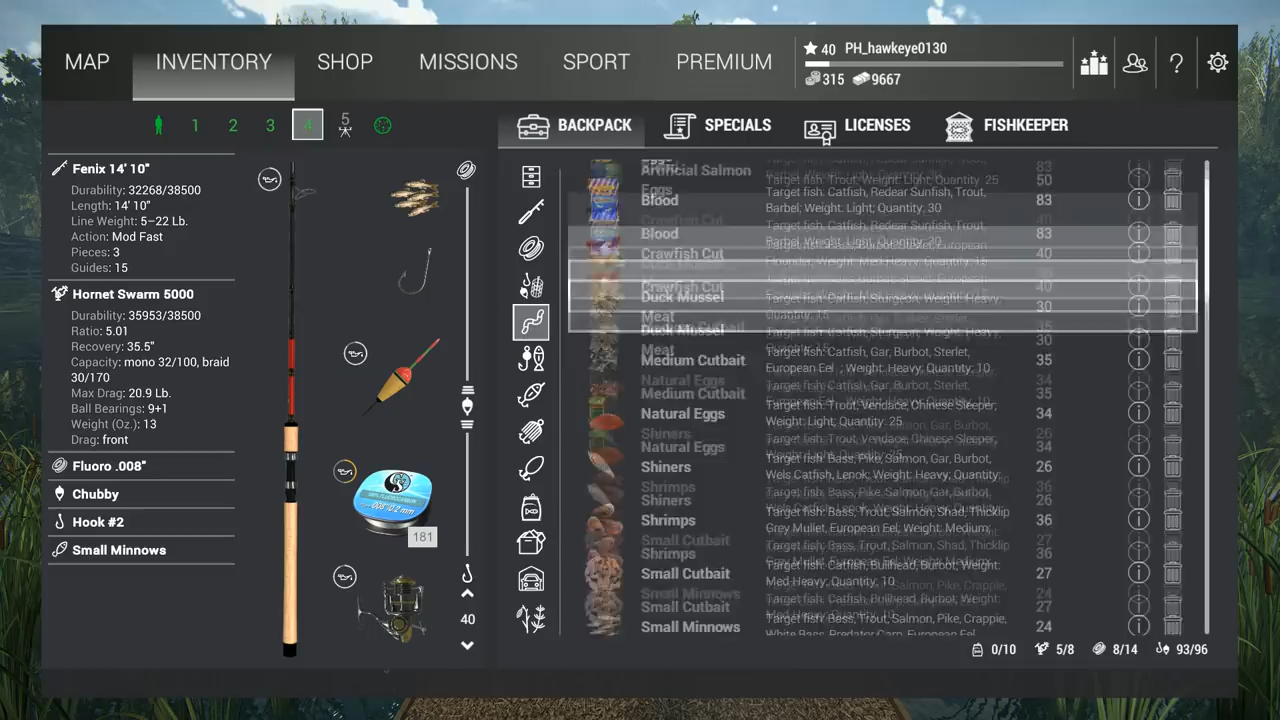 MAP INVENTORY SHOP MISSIONS SPORT PREMIUM
40 PH_hawkeye0130
315 9667
1 2 3 4 5
BACKPACK SPECIALS LICENSES FISHKEEPER
Fenix 14' 10"
Durability: 32268/38500
Length: 14' 10"
Line Weight: 5–22 Lb.
Action: Mod Fast
Pieces: 3
Guides: 15
Hornet Swarm 5000
Durability: 35953/38500
Ratio: 5.01
Recovery: 35.5"
Capacity: mono 32/100, braid
30/170
Max Drag: 20.9 Lb.
Ball Bearings: 9+1
Weight (Oz.): 13
Drag: front
Fluoro .008"
Chubby
Hook #2
Small Minnows
181
40
Artificial Salmon
Eggs
50
Blood
Target fish: Catfish, Redear Sunfish, Trout,
Barbel; Weight: Light, Quantity: 30
83
Crawfish Cut
40
Duck Mussel
Target fish: Catfish, Sturgeon, Weight: Heavy,
30
Meat
Medium Cutbait
Target fish: Catfish, Gar, Burbot, Sterlet,
European Eel ; Weight: Heavy; Quantity: 10
35
Natural Eggs
Target fish: Trout, Vendace, Chinese Sleeper,
Weight: Light; Quantity: 25
34
Shiners
Target fish: Bass, Pike, Salmon, Gar, Burbot,
Wels Catfish, Lenok; Weight: Heavy; Quantity:
26
Shrimps
Target fish: Bass, Trout, Salmon, Shad, Thicklip
Grey Mullet, European Eel; Weight: Medium;
36
Small Cutbait
Target fish: Catfish, Bullhead, Burbot; Weight:
Med Heavy; Quantity: 10
27
Small Minnows
Target fish: Bass, Trout, Salmon, Pike, Crappie,
White Bass, Predator Carp, European Eel
24
0/10 5/8 8/14 93/96